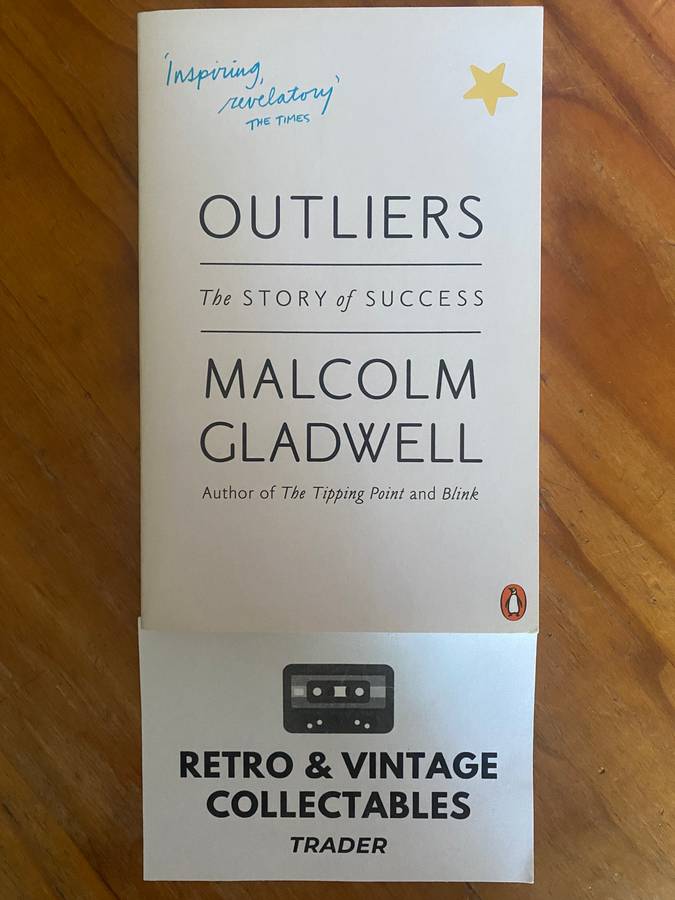 'Inspiring,
revelatory'
THE TIMES
OUTLIERS
The STORY of SUCCESS
MALCOLM
GLADWELL
Author of The Tipping Point and Blink
RETRO & VINTAGE
COLLECTABLES
TRADER